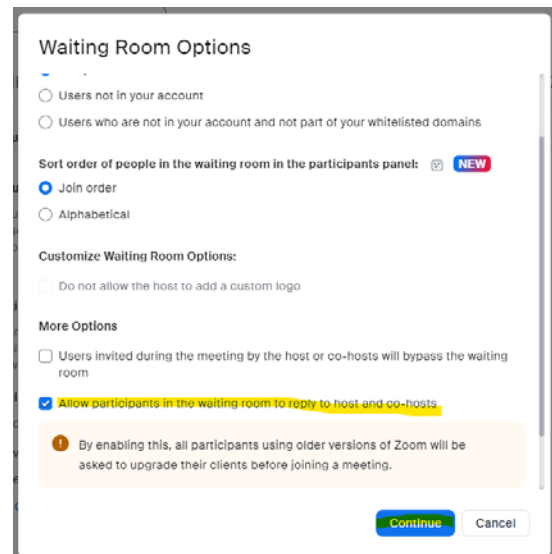 Waiting Room Options
Users not in your account
Users who are not in your account and not part of your whitelisted domains
Sort order of people in the waiting room in the participants panel: NEW
Join order
Alphabetical
Customize Waiting Room Options:
Do not allow the host to add a custom logo
More Options
Users invited during the meeting by the host or co-hosts will bypass the waiting
room
Allow participants in the waiting room to reply to host and co-hosts
By enabling this, all participants using older versions of Zoom will be
asked to upgrade their clients before joining a meeting.
Continue Cancel